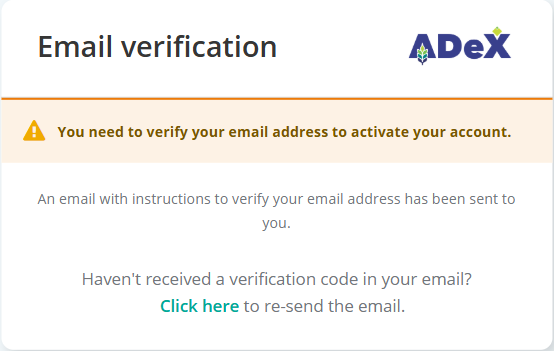 Email verification
ADeX
You need to verify your email address to activate your account.
An email with instructions to verify your email address has been sent to
you.
Haven't received a verification code in your email?
Click here to re-send the email.